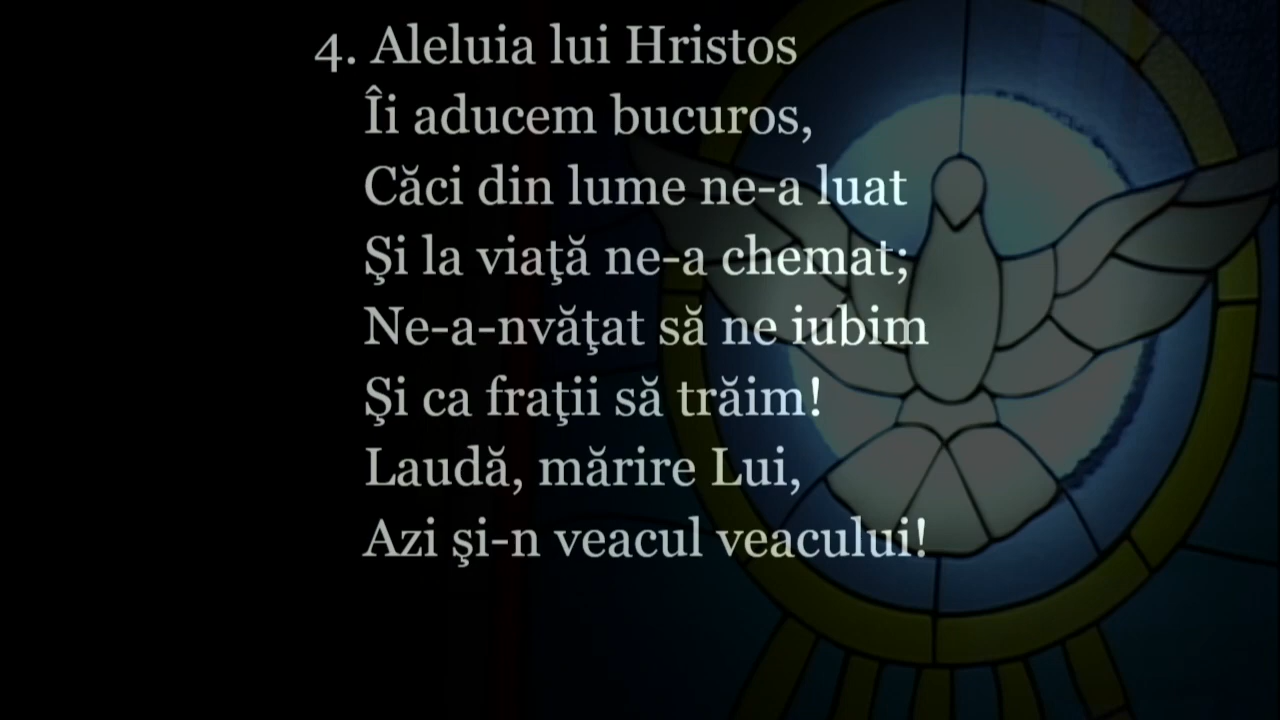 4. Aleluia lui Hristos
Îi aducem bucuros,
Căci din lume ne-a luat
Şi la viaţă ne-a chemat;
Ne-a-nvăţat să ne iubim
Şi ca fraţii să trăim!
Laudă, mărire Lui,
Azi şi-n veacul veacului!